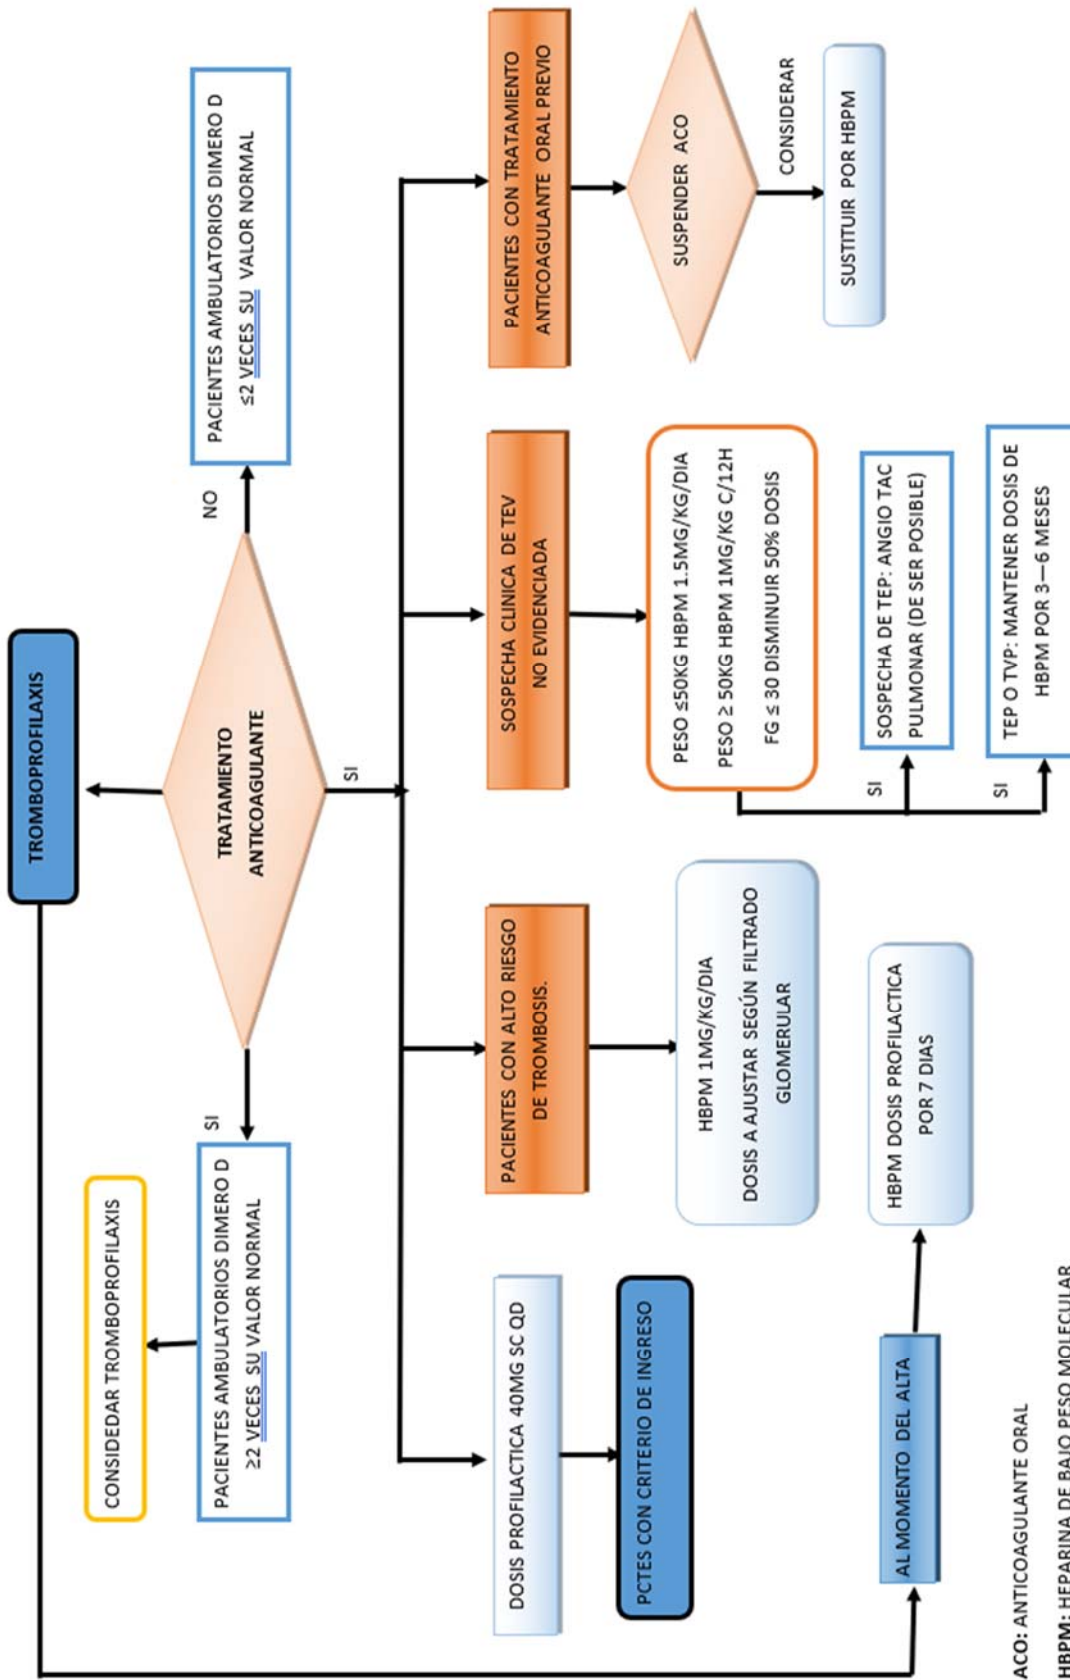 TROMBOPROFILAXIS
CONSIDEDAR TROMBOPROFILAXIS
SI
PACIENTES AMBULATORIOS DIMERO D
≥2 VECES SU VALOR NORMAL
TRATAMIENTO
ANTICOAGULANTE
NO
PACIENTES AMBULATORIOS DIMERO D
≤2 VECES SU VALOR NORMAL
SI
DOSIS PROFILACTICA 40MG SC QD
PCTES CON CRITERIO DE INGRESO
PACIENTES CON ALTO RIESGO
DE TROMBOSIS.
HBPM 1MG/KG/DIA
DOSIS A AJUSTAR SEGÚN FILTRADO
GLOMERULAR
SOSPECHA CLINICA DE TEV
NO EVIDENCIADA
PESO ≤50KG HBPM 1.5MG/KG/DIA
PESO ≥ 50KG HBPM 1MG/KG C/12H
FG ≤ 30 DISMINUIR 50% DOSIS
SI
SOSPECHA DE TEP: ANGIO TAC
PULMONAR (DE SER POSIBLE)
SI
TEP O TVP: MANTENER DOSIS DE
HBPM POR 3—6 MESES
PACIENTES CON TRATAMIENTO
ANTICOAGULANTE ORAL PREVIO
SUSPENDER ACO
CONSIDERAR
SUSTITUIR POR HBPM
AL MOMENTO DEL ALTA
HBPM DOSIS PROFILACTICA
POR 7 DIAS
ACO: ANTICOAGULANTE ORAL
HBPM: HEPARINA DE BAJO PESO MOLECULAR